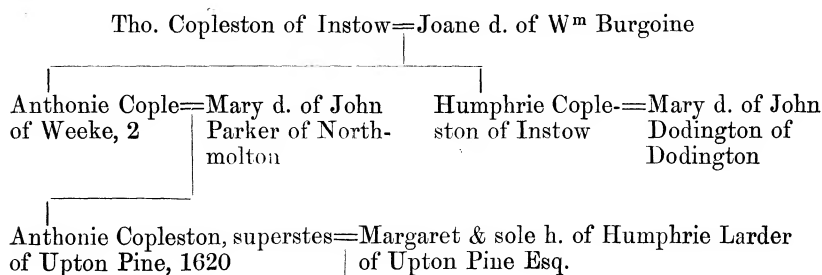 Tho. Copleston of Instow=Joane d. of Wm Burgoine
Anthonie Cople=Mary d. of John
of Weeke, 2 Parker of North-
molton
Humphrie Cople-=Mary d. of John
ston of Instow Dodington of
Dodington
Anthonie Copleston, superstes=Margaret & sole h. of Humphrie Larder
of Upton Pine, 1620 of Upton Pine Esq.